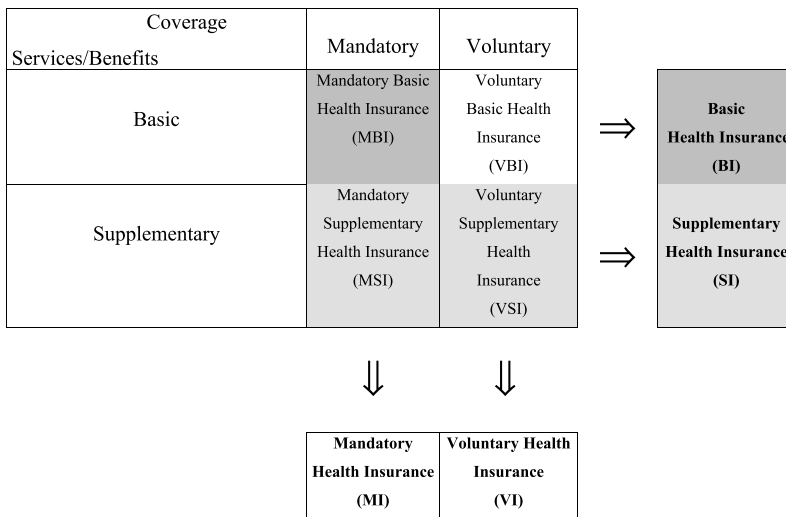 Coverage
Services/Benefits
Mandatory
Voluntary
Basic
Mandatory Basic
Health Insurance
(MBI)
Voluntary
Basic Health
Insurance
(VBI)
⇒
Basic
Health Insurance
(BI)
Supplementary
Mandatory
Supplementary
Health Insurance
(MSI)
Voluntary
Supplementary
Health
Insurance
(VSI)
⇒
Supplementary
Health Insurance
(SI)
⇓
⇓
Mandatory
Health Insurance
(MI)
Voluntary Health
Insurance
(VI)